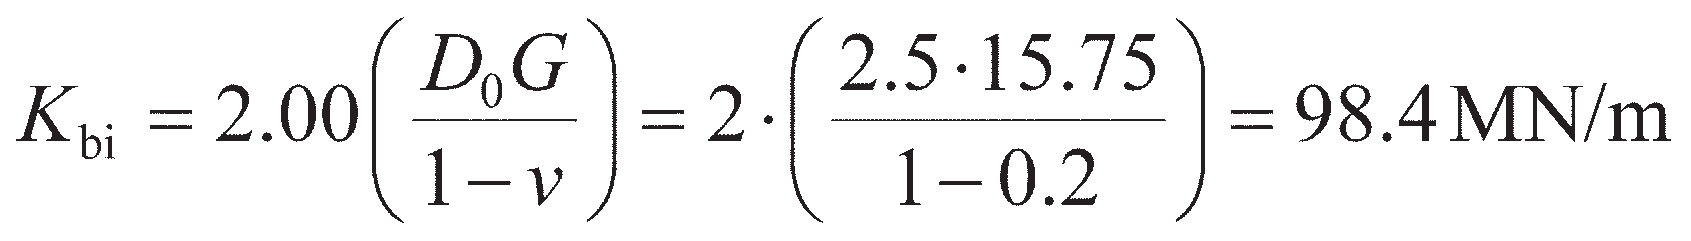 K_bi = 2.00(D_0G/(1−ν)) = 2·(2.5·15.75/(1−0.2)) = 98.4 MN/m